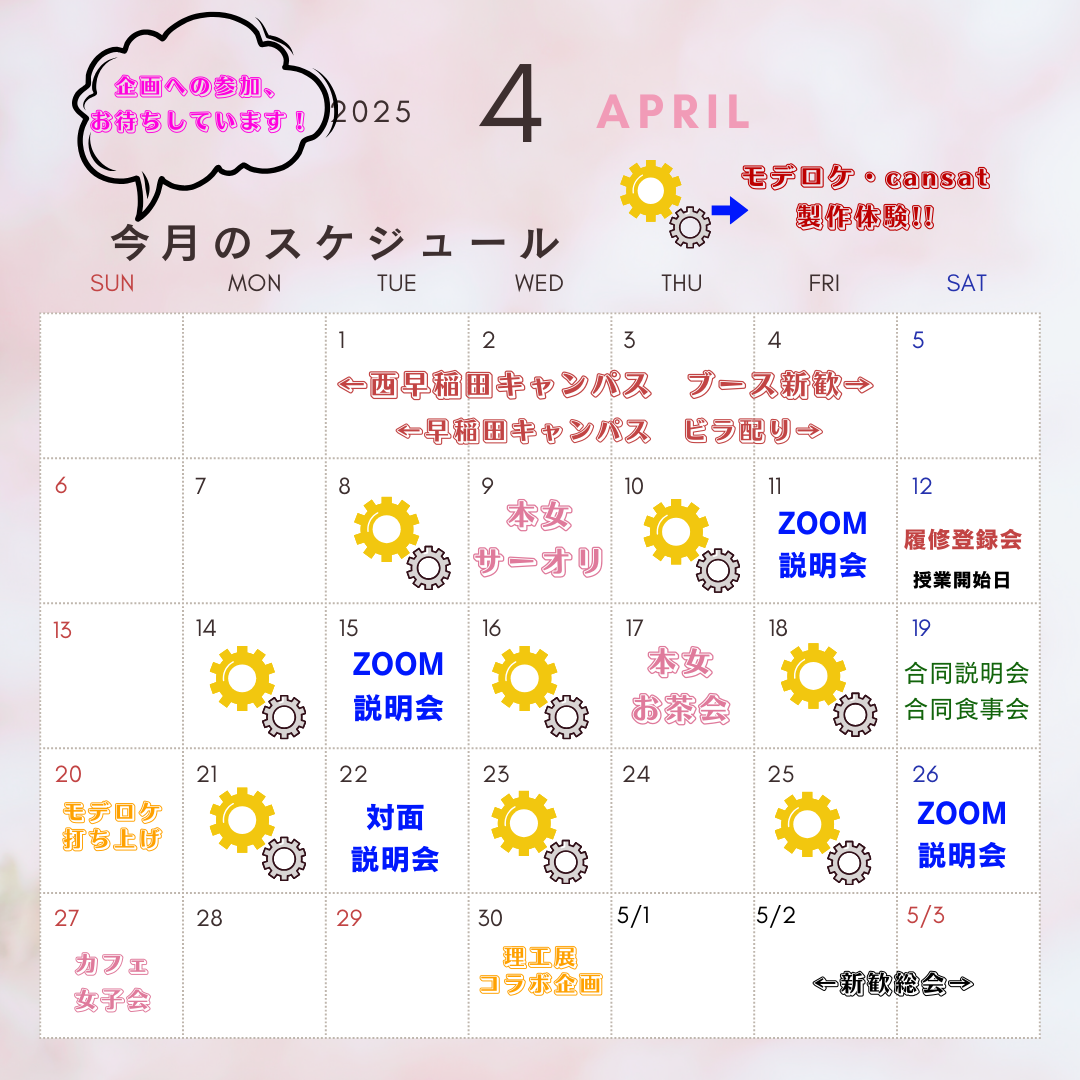 企画への参加、
お待ちしています！
2025 4 APRIL
モデロケ・cansat
製作体験!!
今月のスケジュール
SUN MON TUE WED THU FRI SAT
1 2 3 4 5
←西早稲田キャンパス ブース新歓→
←早稲田キャンパス ビラ配り→
6 7 8 9 10 11 12
本女
サーオリ
ZOOM
説明会
履修登録会
授業開始日
13 14 15 16 17 18 19
ZOOM
説明会
本女
お茶会
合同説明会
合同食事会
20 21 22 23 24 25 26
モデロケ
打ち上げ
対面
説明会
ZOOM
説明会
27 28 29 30 5/1 5/2 5/3
カフェ
女子会
理工展
コラボ企画
←新歓総会→